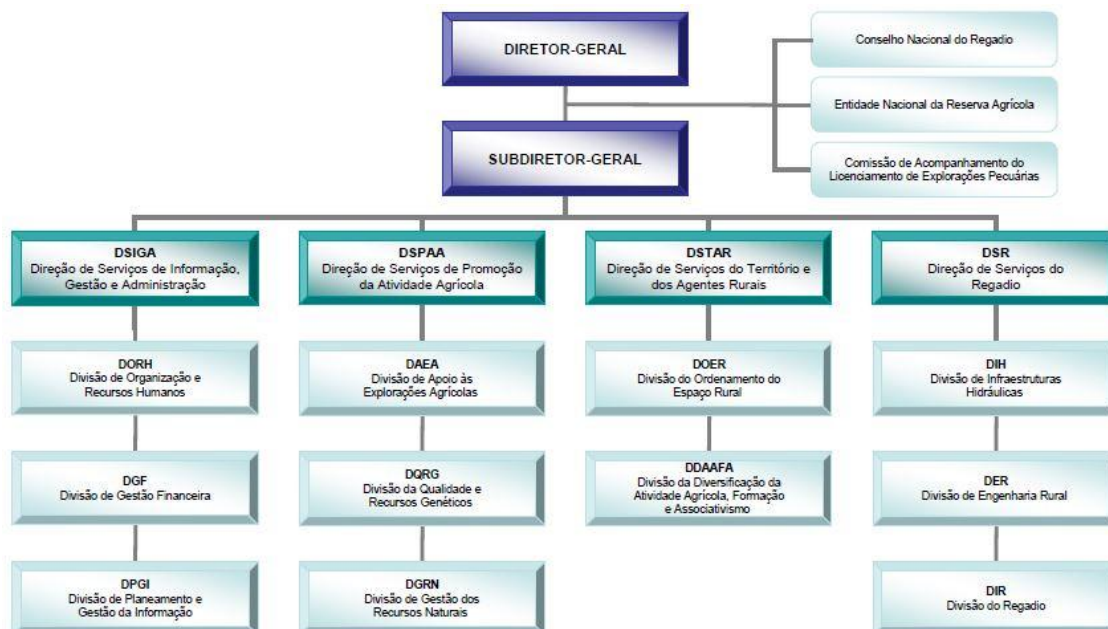 DIRETOR-GERAL
Conselho Nacional do Regadio
Entidade Nacional da Reserva Agrícola
SUBDIRETOR-GERAL
Comissão de Acompanhamento do
Licenciamento de Explorações Pecuárias
DSIGA
Direção de Serviços de Informação,
Gestão e Administração
DSPAA
Direção de Serviços de Promoção
da Atividade Agrícola
DSTAR
Direção de Serviços do Território e
dos Agentes Rurais
DSR
Direção de Serviços do
Regadio
DORH
Divisão de Organização e
Recursos Humanos
DAEA
Divisão de Apoio às
Explorações Agrícolas
DOER
Divisão do Ordenamento do
Espaço Rural
DIH
Divisão de Infraestruturas
Hidráulicas
DGF
Divisão de Gestão Financeira
DQRG
Divisão da Qualidade e
Recursos Genéticos
DDAAFA
Divisão da Diversificação da
Atividade Agrícola, Formação
e Associativismo
DER
Divisão de Engenharia Rural
DPGI
Divisão de Planeamento e
Gestão da Informação
DGRN
Divisão de Gestão dos
Recursos Naturais
DIR
Divisão do Regadio